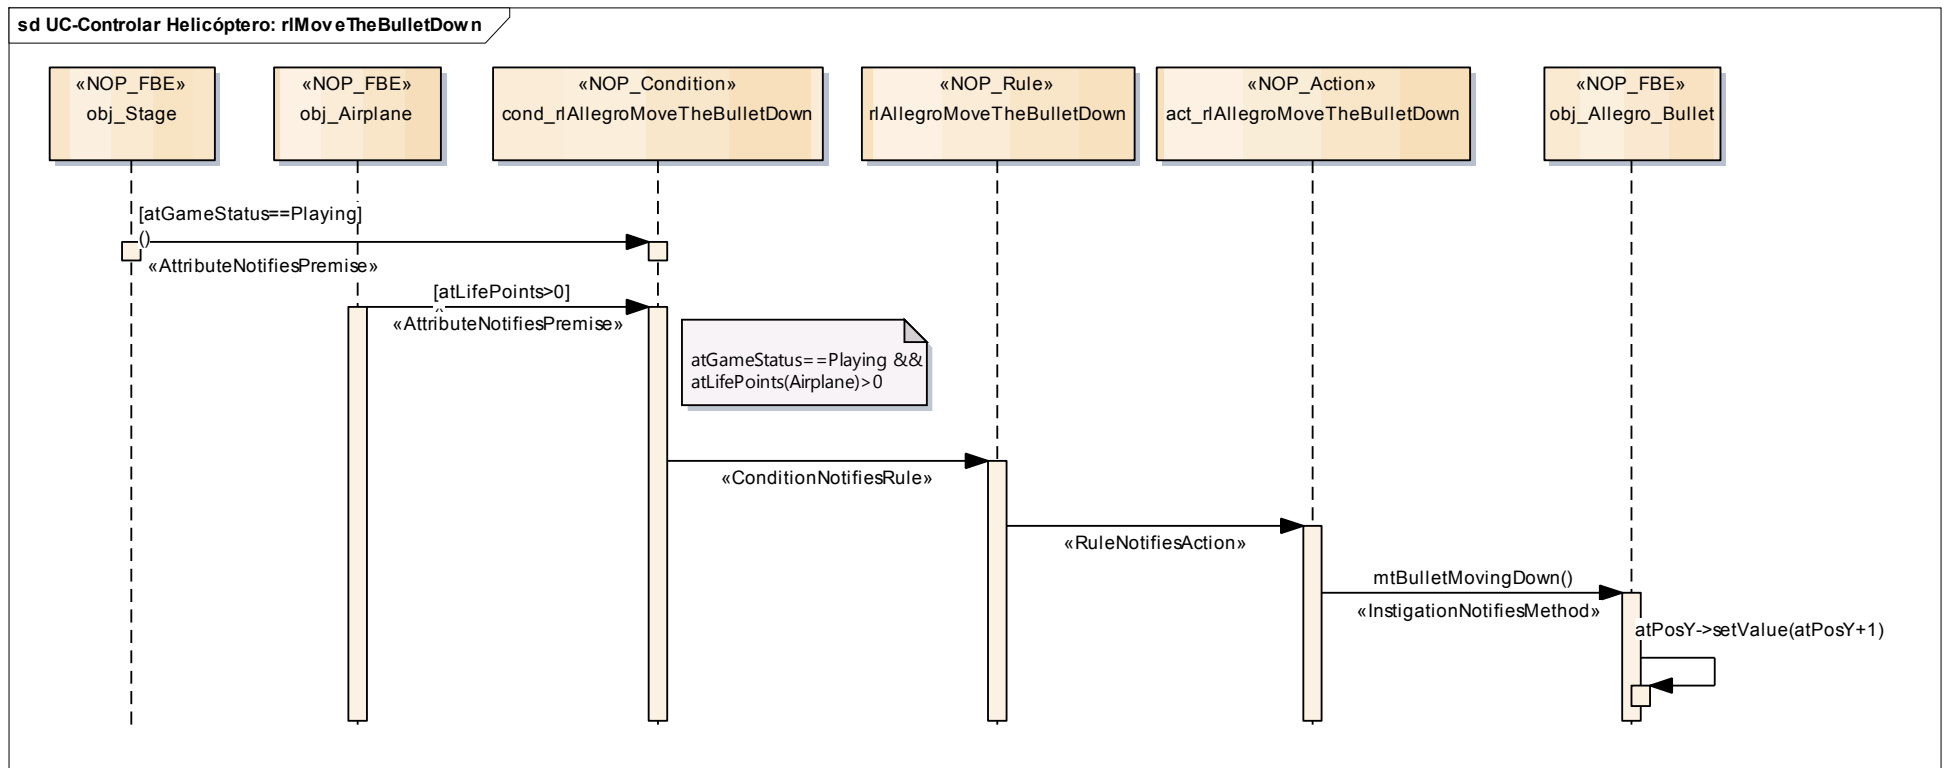 sd UC-Controlar Helicóptero: rlMoveTheBulletDown
«NOP_FBE»
obj_Stage
«NOP_FBE»
obj_Airplane
«NOP_Condition»
cond_rlAllegroMoveTheBulletDown
«NOP_Rule»
rlAllegroMoveTheBulletDown
«NOP_Action»
act_rlAllegroMoveTheBulletDown
«NOP_FBE»
obj_Allegro_Bullet
[atGameStatus==Playing]
()
«AttributeNotifiesPremise»
[atLifePoints>0]
«AttributeNotifiesPremise»
atGameStatus==Playing &&
atLifePoints(Airplane)>0
«ConditionNotifiesRule»
«RuleNotifiesAction»
mtBulletMovingDown()
«InstigationNotifiesMethod»
atPosY->setValue(atPosY+1)